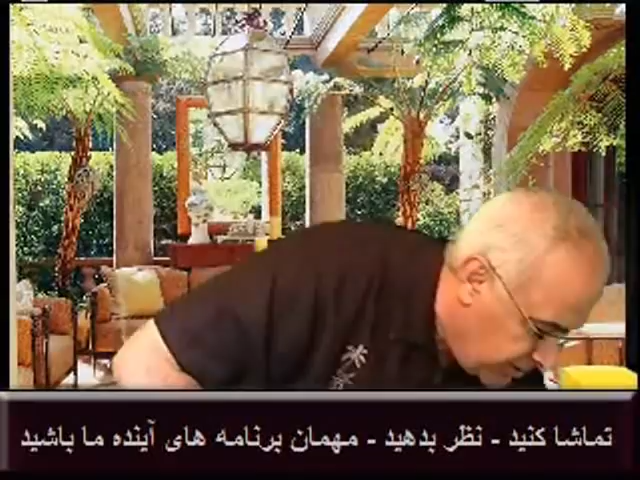 تماشا کنید - نظر بدهید - مهمان برنامه های آینده ما باشید